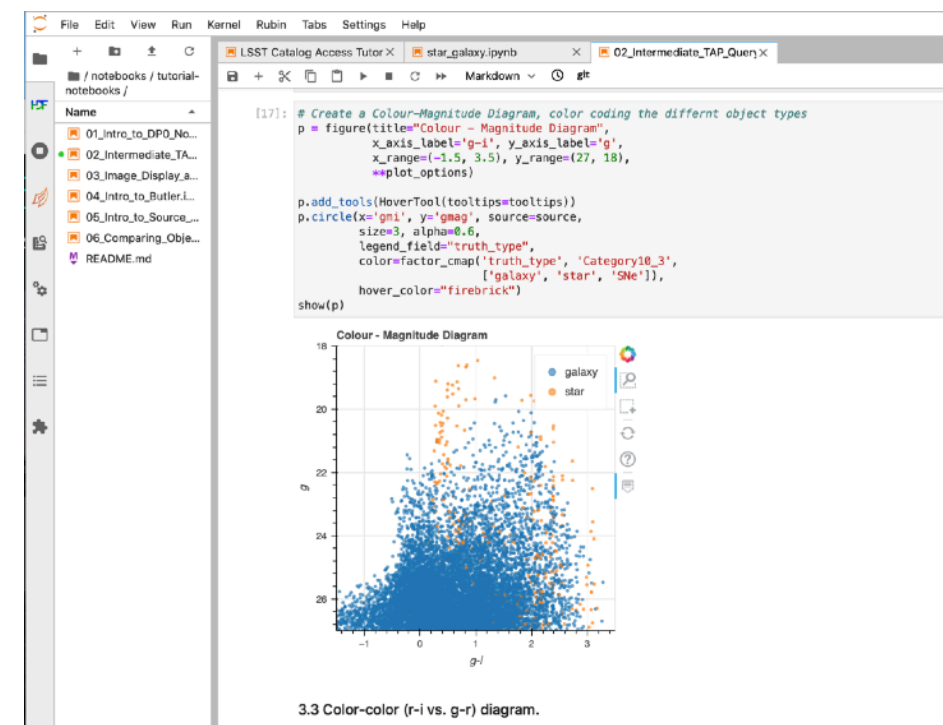 File Edit View Run Kernel Rubin Tabs Settings Help
LSST Catalog Access Tutor
star_galaxy.ipynb
02_Intermediate_TAP_Query
/ notebooks / tutorial-
notebooks /
Markdown
git
Name
01_Intro_to_DP0_No...
02_Intermediate_TA...
03_Image_Display_a...
04_Intro_to_Butler.i...
05_Intro_to_Source_...
06_Comparing_Obje...
README.md
[17]: # Create a Colour-Magnitude Diagram, color coding the differnt object types
p = figure(title="Colour - Magnitude Diagram",
x_axis_label='g-i', y_axis_label='g',
x_range=(-1.5, 3.5), y_range=(27, 18),
**plot_options)
p.add_tools(HoverTool(tooltips=tooltips))
p.circle(x='gmi', y='gmag', source=source,
size=3, alpha=0.6,
legend_field="truth_type",
color=factor_cmap('truth_type', 'Category10_3',
['galaxy', 'star', 'SNe']),
hover_color="firebrick")
show(p)
Colour - Magnitude Diagram
galaxy
star
18
20
22
24
26
g
-1 0 1 2 3
g-i
3.3 Color-color (r-i vs. g-r) diagram.